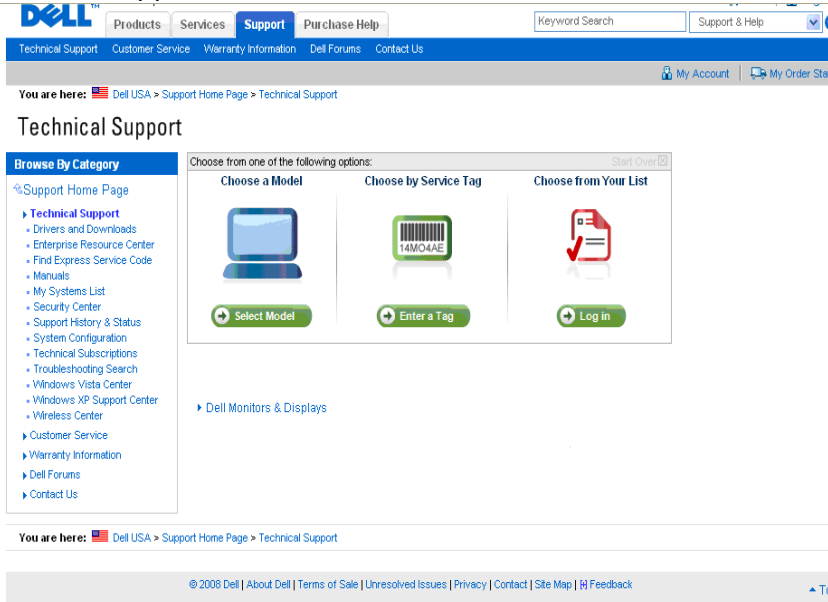 DELL™
Products Services Support Purchase Help
Keyword Search
Support & Help
Technical Support Customer Service Warranty Information Dell Forums Contact Us
My Account My Order
You are here: Dell USA > Support Home Page > Technical Support
Technical Support
Browse By Category
Support Home Page
Technical Support
Drivers and Downloads
Enterprise Resource Center
Find Express Service Code
Manuals
My Systems List
Security Center
Support History & Status
System Configuration
Technical Subscriptions
Troubleshooting Search
Windows Vista Center
Windows XP Support Center
Wireless Center
Customer Service
Warranty Information
Dell Forums
Contact Us
Choose from one of the following options: Start Over
Choose a Model Choose by Service Tag Choose from Your List
14MO4AE
Select Model Enter a Tag Log in
Dell Monitors & Displays
You are here: Dell USA > Support Home Page > Technical Support
© 2008 Dell | About Dell | Terms of Sale | Unresolved Issues | Privacy | Contact | Site Map | [+] Feedback